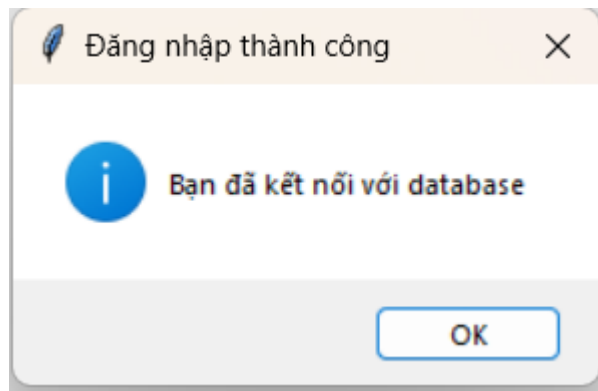 Đăng nhập thành công
Bạn đã kết nối với database
OK